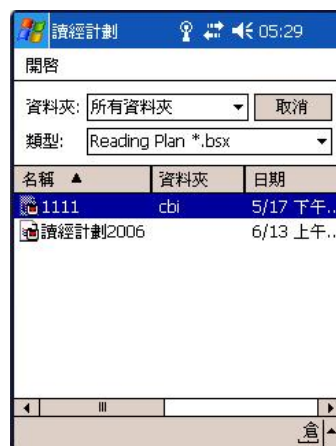 讀經計劃 05:29
開啓
資料夾: 所有資料夾 取消
類型: Reading Plan *.bsx
名稱 ▲ 資料夾 日期
1111 cbi 5/17 下午..
讀經計劃2006 6/13 上午..
倉